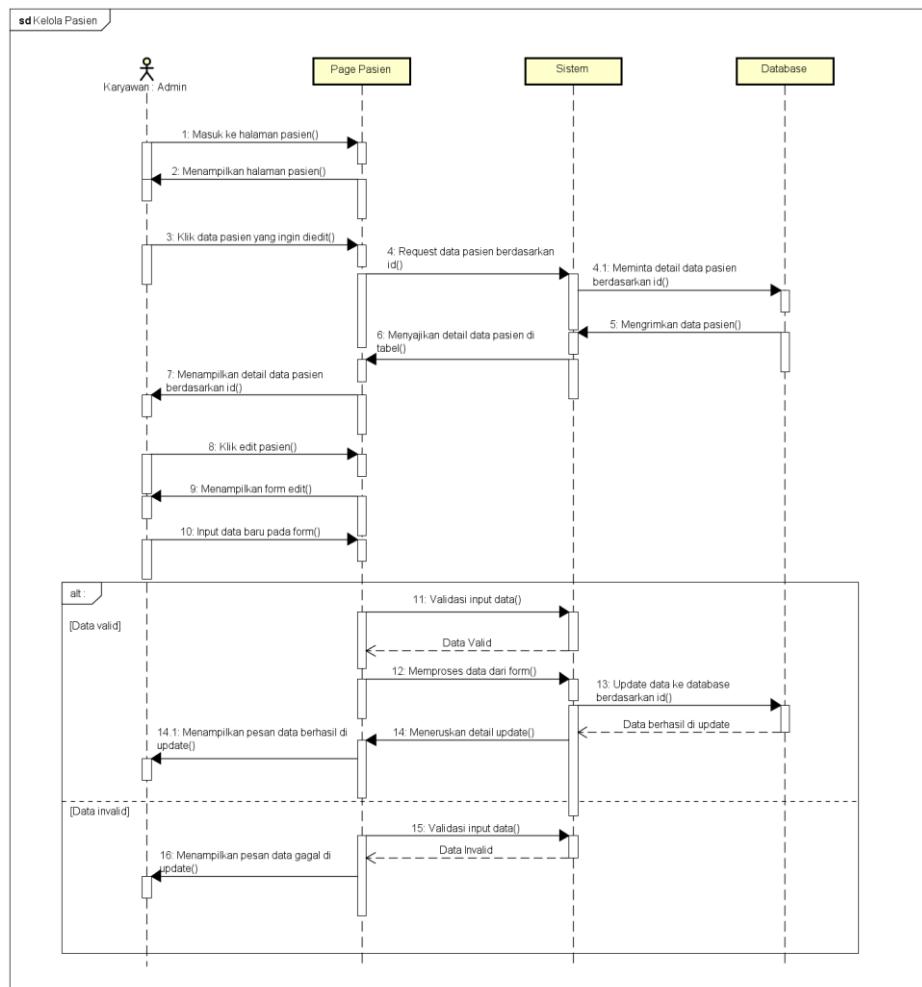 sd Kelola Pasien
Karyawan : Admin
Page Pasien
Sistem
Database
1: Masuk ke halaman pasien()
2: Menampilkan halaman pasien()
3: Klik data pasien yang ingin diedit()
4: Request data pasien berdasarkan
id()
4.1: Meminta detail data pasien
berdasarkan id()
5: Mengrimkan data pasien()
6: Menyajikan detail data pasien di
tabel()
7: Menampilkan detail data pasien
berdasarkan id()
8: Klik edit pasien()
9: Menampilkan form edit()
10: Input data baru pada form()
alt :
[Data valid]
11: Validasi input data()
Data Valid
12: Memproses data dari form()
13: Update data ke database
berdasarkan id()
Data berhasil di update
14: Meneruskan detail update()
14.1: Menampilkan pesan data berhasil di
update()
[Data invalid]
15: Validasi input data()
Data Invalid
16: Menampilkan pesan data gagal di
update()